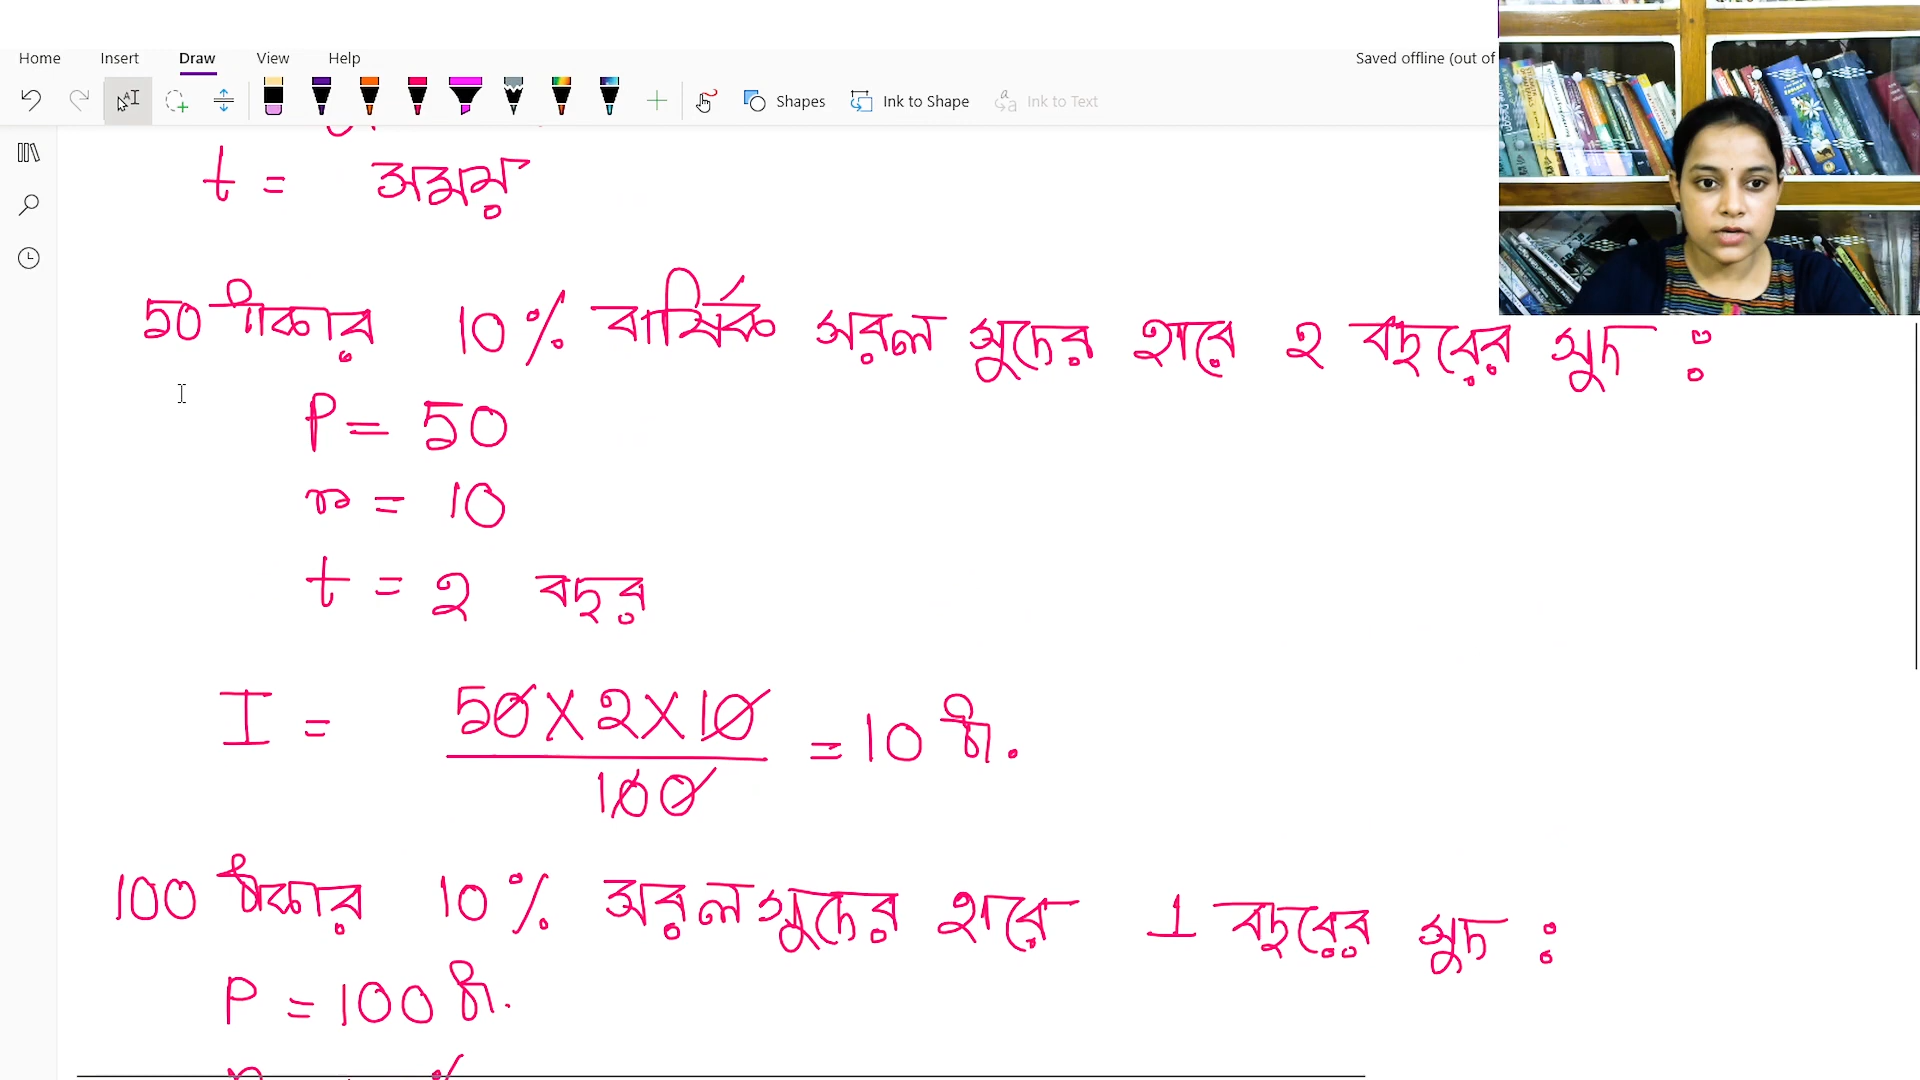 Home Insert Draw View Help Saved offline (out of
Shapes Ink to Shape Ink to Text
t = সময়
50 টাকার 10% বার্ষিক সরল সুদের হারে 2 বছরের সুদ :
P = 50
r = 10
t = 2 বছর
I = 50 X 2 X 10 / 100 = 10 টা.
100 টাকার 10% সরল সুদের হারে 1 বছরের সুদ :
P = 100 টা.